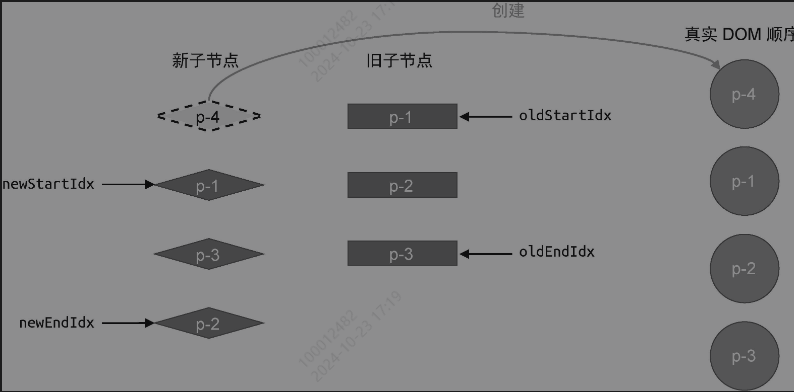 创建
新子节点
旧子节点
真实 DOM 顺序
p-4
p-1
oldStartIdx
p-4
newStartIdx
p-1
p-2
p-1
p-3
p-3
oldEndIdx
p-2
newEndIdx
p-2
p-3
100012482
2024-10-23 17:19
100012482
2024-10-23 17:19